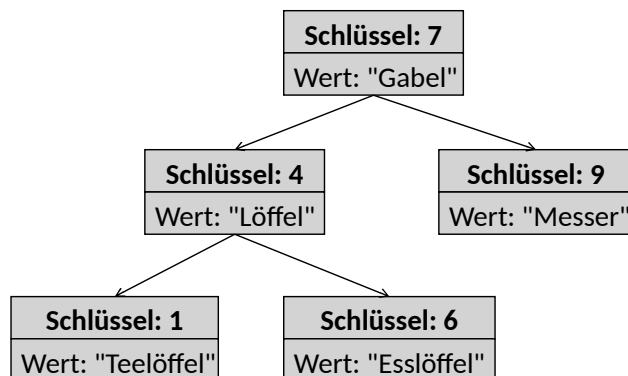 Schlüssel: 7
Wert: "Gabel"
Schlüssel: 4
Wert: "Löffel"
Schlüssel: 9
Wert: "Messer"
Schlüssel: 1
Wert: "Teelöffel"
Schlüssel: 6
Wert: "Esslöffel"